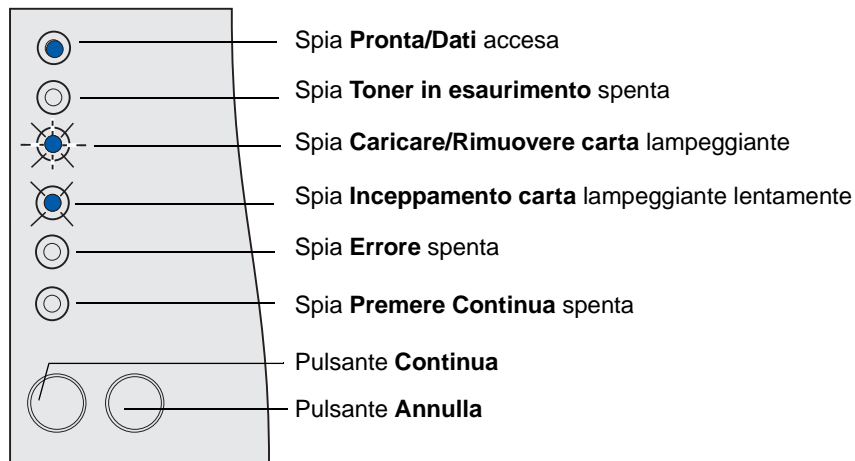 Spia Pronta/Dati accesa
Spia Toner in esaurimento spenta
Spia Caricare/Rimuovere carta lampeggiante
Spia Inceppamento carta lampeggiante lentamente
Spia Errore spenta
Spia Premere Continua spenta
Pulsante Continua
Pulsante Annulla